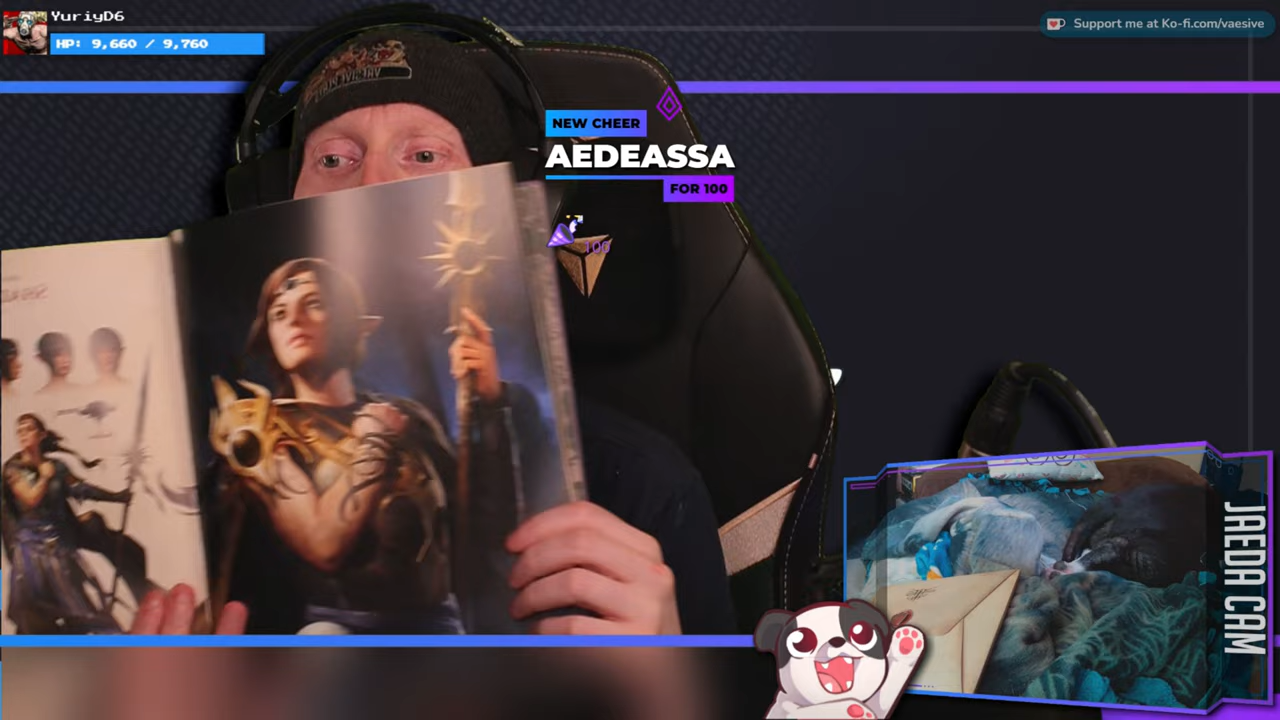 YuriyD6
HP: 9,660 / 9,760
Support me at Ko-fi.com/vaesive
NEW CHEER
AEDEASSA
FOR 100
100
JAEDA CAM